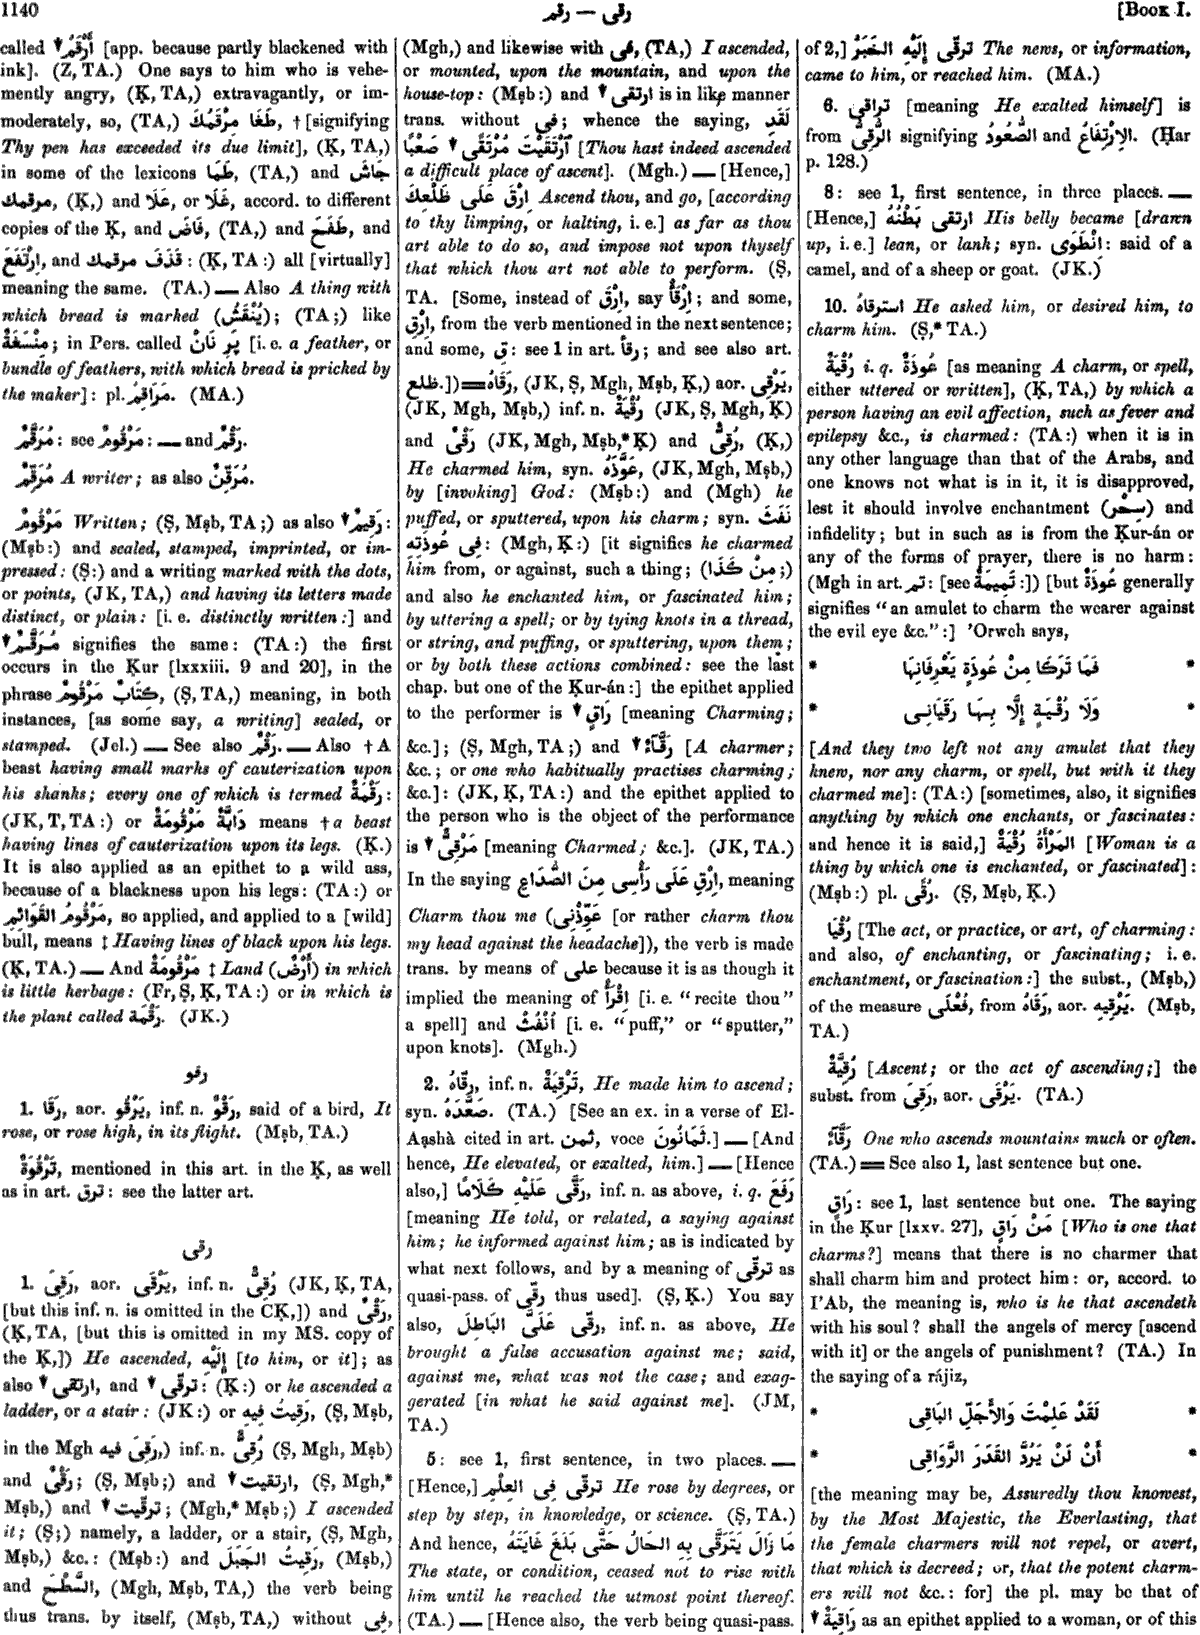 1140
رقى — رقم
[Book I.
called ↓ أَرْقَمُ [app. because partly blackened with
ink]. (Z, TA.) One says to him who is vehe-
mently angry, (Ḳ, TA,) extravagantly, or im-
moderately, so, (TA,) طَغَا مِرْقَمُكَ, † [signifying
Thy pen has exceeded its due limit], (Ḳ, TA,)
in some of the lexicons طَمَا, (TA,) and جَاشَ
مرقمك, (Ḳ,) and عَلَا, or غَلَا, accord. to different
copies of the Ḳ, and فَاضَ, (TA,) and طَفَحَ, and
اِرْتَفَعَ, and قَذَفَ مرقمك : (Ḳ, TA :) all [virtually]
meaning the same. (TA.) — Also A thing with
which bread is marked (يُنْقَشُ); (TA;) like
مِنْسَغَةٌ; in Pers. called پر نَانْ [i. e. a feather, or
bundle of feathers, with which bread is pricked by
the maker]: pl. مَرَاقِمُ. (MA.)
مُرَقَّمٌ: see مَرْقُومٌ: — and رَقْمٌ.
مُرَقِّمٌ A writer; as also مُرَقِّنٌ.
مَرْقُومٌ Written; (Ṣ, Mṣb, TA;) as also ↓ رَقِيمٌ:
(Mṣb:) and sealed, stamped, imprinted, or im-
pressed: (Ṣ:) and a writing marked with the dots,
or points, (JK, TA,) and having its letters made
distinct, or plain: [i. e. distinctly written:] and
↓ مُرَقَّمٌ signifies the same: (TA:) the first
occurs in the Ḳur [lxxxiii. 9 and 20], in the
phrase كِتَابٌ مَرْقُومٌ, (Ṣ, TA,) meaning, in both
instances, [as some say, a writing] sealed, or
stamped. (Jel.) — See also رَقْمٌ. — Also † A
beast having small marks of cauterization upon
his shanks; every one of which is termed رَقْمَةٌ:
(JK, T, TA:) or دَابَّةٌ مَرْقُومَةٌ means † a beast
having lines of cauterization upon its legs. (Ḳ.)
It is also applied as an epithet to a wild ass,
because of a blackness upon his legs: (TA:) or
مَرْقُومُ القَوَائِمِ, so applied, and applied to a [wild]
bull, means ‡ Having lines of black upon his legs.
(Ḳ, TA.) — And مَرْقُومَةٌ ‡ Land (أَرْضٌ) in which
is little herbage: (Fr, Ṣ, Ḳ, TA:) or in which is
the plant called رَقْمَة. (JK.)
رقو
1. رَقَا, aor. يَرْقُو, inf. n. رَقْوٌ, said of a bird, It
rose, or rose high, in its flight. (Mṣb, TA.)
تَرْقُوَةٌ, mentioned in this art. in the Ḳ, as well
as in art. ترق: see the latter art.
رقى
1. رَقِىَ, aor. يَرْقَى, inf. n. رُقِىٌّ (JK, Ḳ, TA,
[but this inf. n. is omitted in the CḲ,]) and رَقْىٌ,
(Ḳ, TA, [but this is omitted in my MS. copy of
the Ḳ,]) He ascended, إِلَيْهِ [to him, or it]; as
also ↓ ارتقى, and ↓ ترقّى: (Ḳ:) or he ascended a
ladder, or a stair: (JK:) or رَقِيتُ فِيهِ, (Ṣ, Mṣb,
in the Mgh رَقِىَ فيه,) inf. n. رُقِىٌّ (Ṣ, Mgh, Mṣb)
and رَقْىٌ; (Ṣ, Mṣb;) and ↓ ارتقيت, (Ṣ, Mgh,*
Mṣb,) and ↓ ترقّيت; (Mgh,* Mṣb;) I ascended
it; (Ṣ;) namely, a ladder, or a stair, (Ṣ, Mgh,
Mṣb,) &c.: (Mṣb:) and رَقِيتُ الجَبَلَ, (Mṣb,)
and السَّطْحَ, (Mgh, Mṣb, TA,) the verb being
thus trans. by itself, (Mṣb, TA,) without فِى,
(Mgh,) and likewise with فى, (TA,) I ascended,
or mounted, upon the mountain, and upon the
house-top: (Mṣb:) and ↓ ارتقى is in like manner
trans. without فى; whence the saying, لَقَدِ
ٱرْتَقَيْتَ ↓ مُرْتَقًى صَعْبًا [Thou hast indeed ascended
a difficult place of ascent]. (Mgh.) — [Hence,]
اِرْقَ عَلَى ظَلْعِكَ Ascend thou, and go, [according
to thy limping, or halting, i. e.] as far as thou
art able to do so, and impose not upon thyself
that which thou art not able to perform. (Ṣ,
TA. [Some, instead of اِرْقَ, say اِرْقَأْ; and some,
اِرْقِ, from the verb mentioned in the next sentence;
and some, قِ: see 1 in art. رقأ; and see also art.
ظلع.]) = رَقَاهُ, (JK, Ṣ, Mgh, Mṣb, Ḳ,) aor. يَرْقِى,
(JK, Mgh, Mṣb,) inf. n. رُقْيَةٌ (JK, Ṣ, Mgh, Ḳ)
and رَقْىٌ (JK, Mgh, Mṣb,* Ḳ) and رُقِىٌّ, (Ḳ,)
He charmed him, syn. عَوَّذَهُ, (JK, Mgh, Mṣb,)
by [invoking] God: (Mṣb:) and (Mgh) he
puffed, or sputtered, upon his charm; syn. نَفَثَ
فِى عُوذَتِهِ: (Mgh, Ḳ:) [it signifies he charmed
him from, or against, such a thing; (مِنْ كَذَا;)
and also he enchanted him, or fascinated him;
by uttering a spell; or by tying knots in a thread,
or string, and puffing, or sputtering, upon them;
or by both these actions combined: see the last
chap. but one of the Ḳur-án:] the epithet applied
to the performer is ↓ رَاقٍ [meaning Charming;
&c.]; (Ṣ, Mgh, TA;) and ↓ رَقَّآءٌ [A charmer;
&c.; or one who habitually practises charming;
&c.]: (JK, Ḳ, TA:) and the epithet applied to
the person who is the object of the performance
is ↓ مَرْقِىٌّ [meaning Charmed; &c.]. (JK, TA.)
In the saying اِرْقِ عَلَى رَأْسِى مِنَ الصُّدَاعِ, meaning
Charm thou me (عَوِّذْنِى [or rather charm thou
my head against the headache]), the verb is made
trans. by means of على because it is as though it
implied the meaning of اِقْرَأْ [i. e. "recite thou"
a spell] and اُنْفُثْ [i. e. "puff," or "sputter,"
upon knots]. (Mgh.)
2. رقّاهُ, inf. n. تَرْقِيَةٌ, He made him to ascend;
syn. صَعَّدَهُ. (TA.) [See an ex. in a verse of El-
Aạshà cited in art. ثمن, voce ثَمَانُونَ.] — [And
hence, He elevated, or exalted, him.] — [Hence
also,] رَقَّى عَلَيْهِ كَلَامًا, inf. n. as above, i. q. رَفَعَ
[meaning He told, or related, a saying against
him; he informed against him; as is indicated by
what next follows, and by a meaning of ترقّى as
quasi-pass. of رقّى thus used]. (Ṣ, Ḳ.) You say
also, رقّى عَلَىَّ البَاطِلَ, inf. n. as above, He
brought a false accusation against me; said,
against me, what was not the case; and exag-
gerated [in what he said against me]. (JM,
TA.)
5: see 1, first sentence, in two places. —
[Hence,] ترقّى فِى العِلْمِ He rose by degrees, or
step by step, in knowledge, or science. (Ṣ, TA.)
And hence, مَا زَالَ يَتَرَقَّى بِهِ الحَالُ حَتَّى بَلَغَ غَايَتَهُ
The state, or condition, ceased not to rise with
him until he reached the utmost point thereof.
(TA.) — [Hence also, the verb being quasi-pass.
of 2,] ترقّى إِلَيْهِ الخَبَرُ The news, or information,
came to him, or reached him. (MA.)
6. تراقى [meaning He exalted himself] is
from الرُّقِىُّ signifying الصُّعُودُ and الاِرْتِفَاعُ. (Ḥar
p. 128.)
8: see 1, first sentence, in three places. —
[Hence,] ارتقى بَطْنُهُ His belly became [drawn
up, i. e.] lean, or lank; syn. اِنْطَوَى: said of a
camel, and of a sheep or goat. (JK.)
10. استرقاهُ He asked him, or desired him, to
charm him. (Ṣ,* TA.)
رُقْيَةٌ i. q. عُوذَةٌ [as meaning A charm, or spell,
either uttered or written], (Ḳ, TA,) by which a
person having an evil affection, such as fever and
epilepsy &c., is charmed: (TA:) when it is in
any other language than that of the Arabs, and
one knows not what is in it, it is disapproved,
lest it should involve enchantment (سِحْر) and
infidelity; but in such as is from the Ḳur-án or
any of the forms of prayer, there is no harm:
(Mgh in art. تم: [see تَمِيمَةٌ:]) [but عُوذَةٌ generally
signifies "an amulet to charm the wearer against
the evil eye &c.":] 'Orweh says,
* فَمَا تَرَكَا مِنْ عُوذَةٍ يَعْرِفَانِهَا *
* وَلَا رُقْيَةٍ إِلَّا بِهَا رَقَيَانِى *
[And they two left not any amulet that they
knew, nor any charm, or spell, but with it they
charmed me]: (TA:) [sometimes, also, it signifies
anything by which one enchants, or fascinates:
and hence it is said,] المَرْأَةُ رُقْيَةٌ [Woman is a
thing by which one is enchanted, or fascinated]:
(Mṣb:) pl. رُقًى. (Ṣ, Mṣb, Ḳ.)
رُقْيَا [The act, or practice, or art, of charming:
and also, of enchanting, or fascinating; i. e.
enchantment, or fascination:] the subst., (Mṣb,)
of the measure فُعْلَى, from رَقَاهُ, aor. يَرْقِيهِ. (Mṣb,
TA.)
رُقِيَّةٌ [Ascent; or the act of ascending;] the
subst. from رَقِىَ, aor. يَرْقَى. (TA.)
رَقَّآءٌ One who ascends mountains much or often.
(TA.) = See also 1, last sentence but one.
رَاقٍ: see 1, last sentence but one. The saying
in the Ḳur [lxxv. 27], مَنْ رَاقٍ [Who is one that
charms?] means that there is no charmer that
shall charm him and protect him: or, accord. to
I'Ab, the meaning is, who is he that ascendeth
with his soul? shall the angels of mercy [ascend
with it] or the angels of punishment? (TA.) In
the saying of a rájiz,
* لَقَدْ عَلِمْتَ وَالأَجَلِّ البَاقِى *
* أَنْ لَنْ يَرُدَّ القَدَرَ الرَّوَاقِى *
[the meaning may be, Assuredly thou knowest,
by the Most Majestic, the Everlasting, that
the female charmers will not repel, or avert,
that which is decreed; or, that the potent charm-
ers will not &c.: for] the pl. may be that of
↓ رَاقِيَةٌ as an epithet applied to a woman, or of this